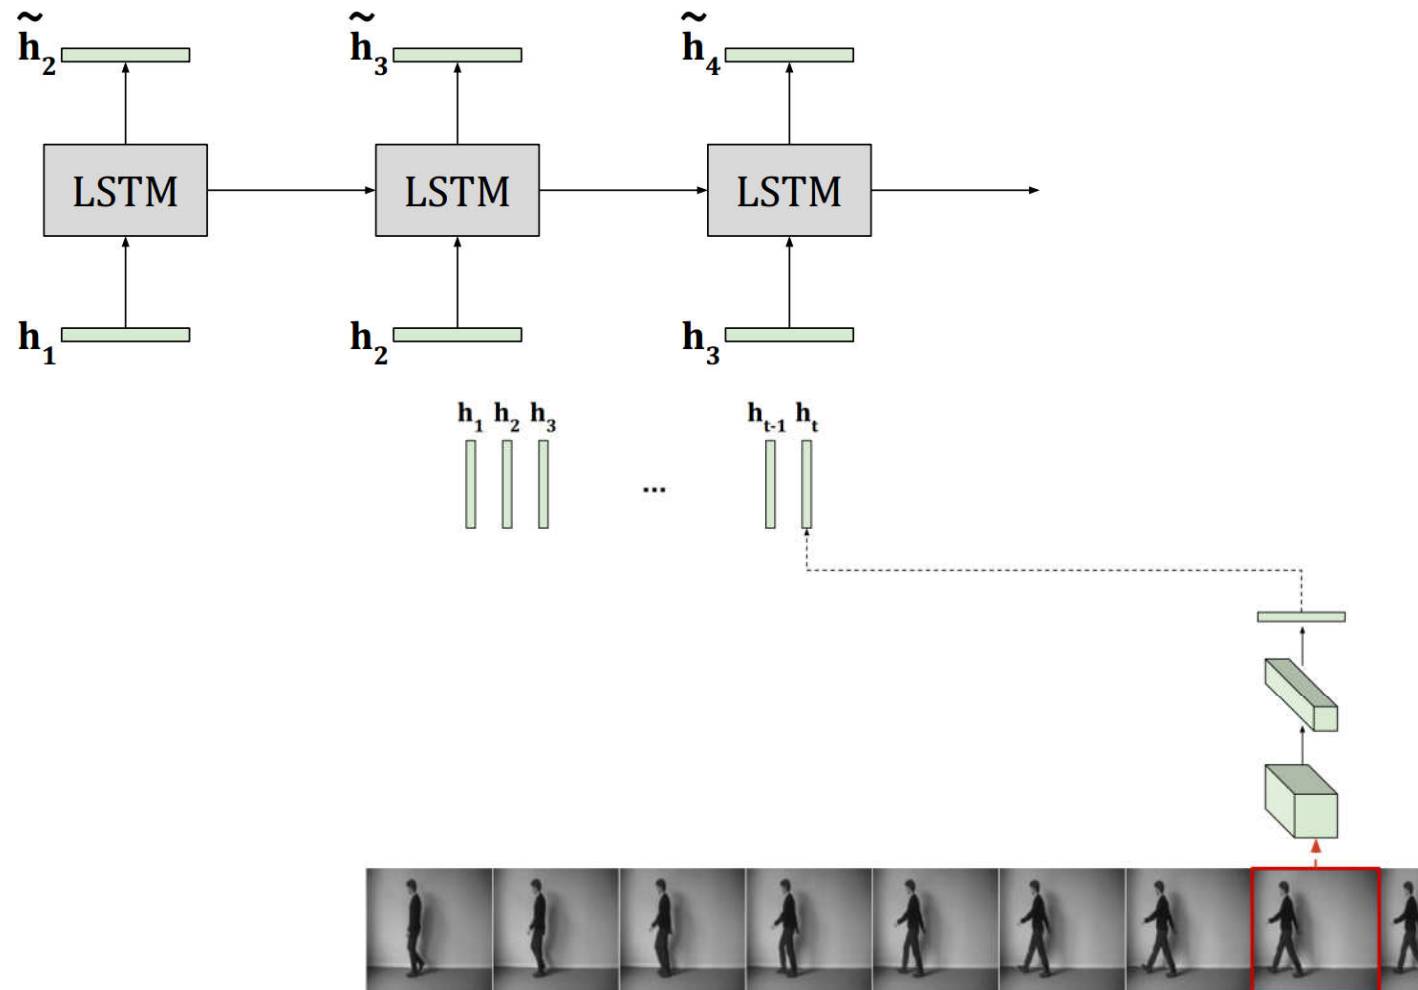 h̃₂ h̃₃ h̃₄
LSTM LSTM LSTM
h₁ h₂ h₃
h₁ h₂ h₃ ... hₜ₋₁ hₜ